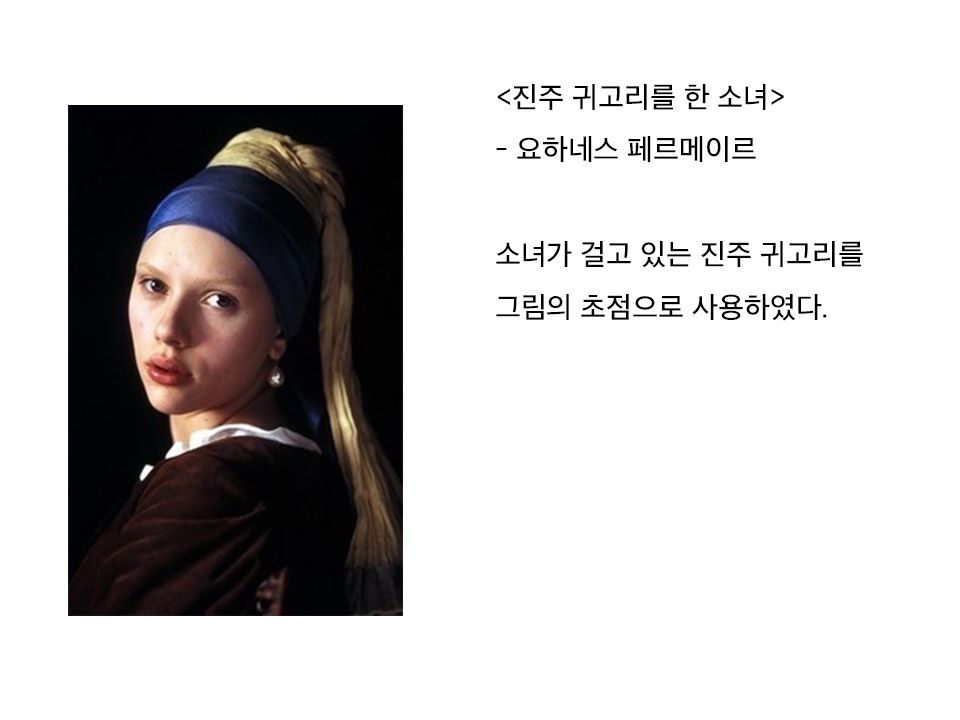 <진주 귀고리를 한 소녀>
- 요하네스 페르메이르
소녀가 걸고 있는 진주 귀고리를
그림의 초점으로 사용하였다.